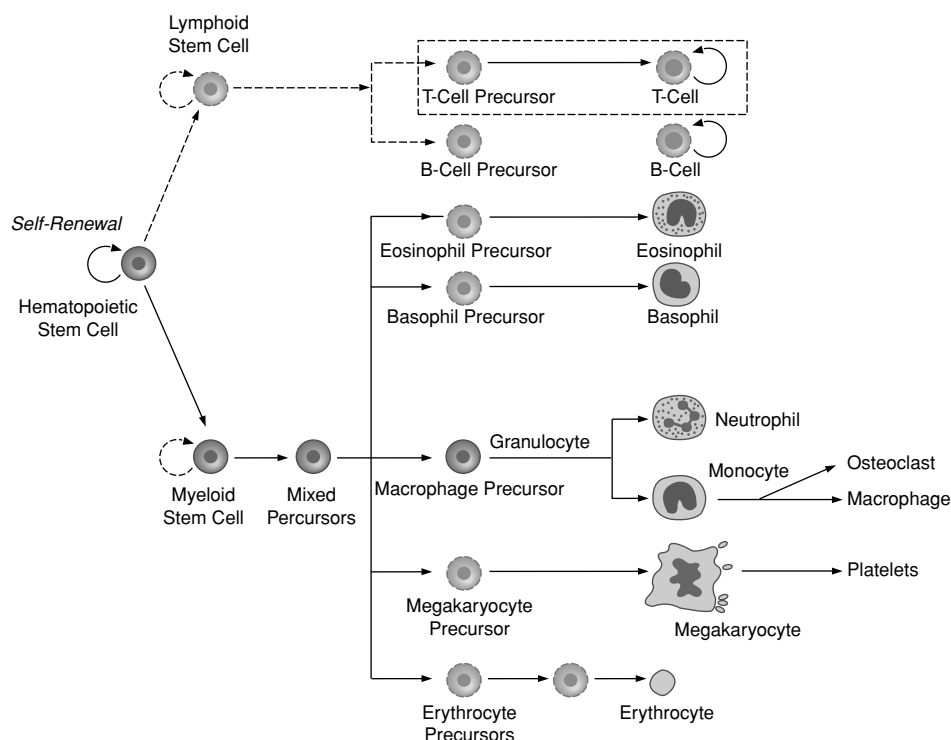 Lymphoid
Stem Cell
T-Cell Precursor
T-Cell
B-Cell Precursor
B-Cell
Self-Renewal
Hematopoietic
Stem Cell
Eosinophil Precursor
Eosinophil
Basophil Precursor
Basophil
Myeloid
Stem Cell
Mixed
Percursors
Macrophage Precursor
Granulocyte
Neutrophil
Monocyte
Osteoclast
Macrophage
Megakaryocyte
Precursor
Megakaryocyte
Platelets
Erythrocyte
Precursors
Erythrocyte